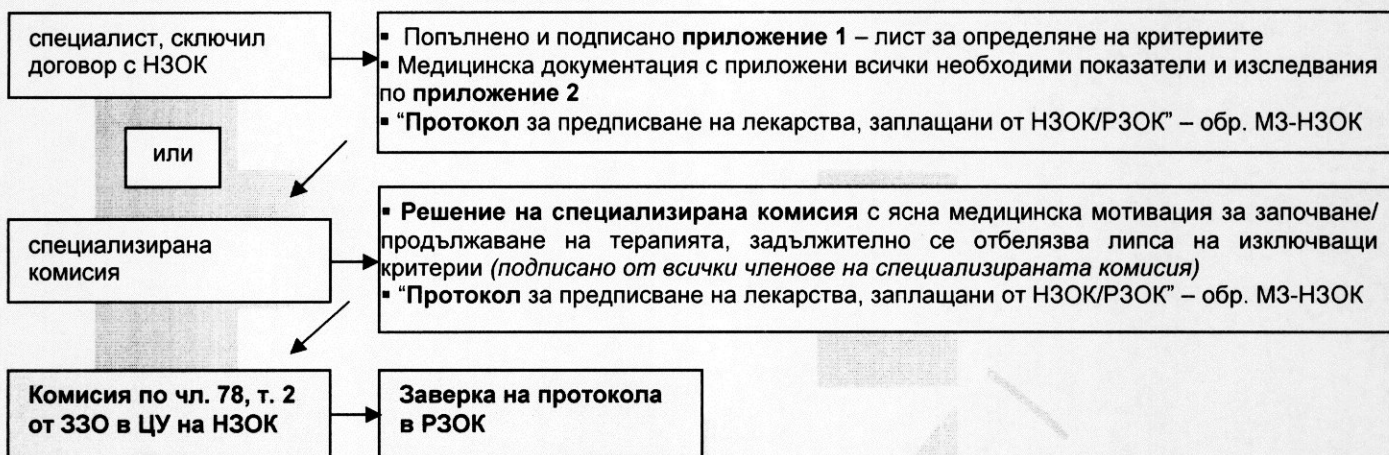 специалист, сключил
договор с НЗОК
▪ Попълнено и подписано приложение 1 – лист за определяне на критериите
▪ Медицинска документация с приложени всички необходими показатели и изследвания
по приложение 2
▪ “Протокол за предписване на лекарства, заплащани от НЗОК/РЗОК” – обр. МЗ-НЗОК
или
специализирана
комисия
▪ Решение на специализирана комисия с ясна медицинска мотивация за започване/
продължаване на терапията, задължително се отбелязва липса на изключващи
критерии (подписано от всички членове на специализираната комисия)
▪ “Протокол за предписване на лекарства, заплащани от НЗОК/РЗОК” – обр. МЗ-НЗОК
Комисия по чл. 78, т. 2
от ЗЗО в ЦУ на НЗОК
Заверка на протокола
в РЗОК